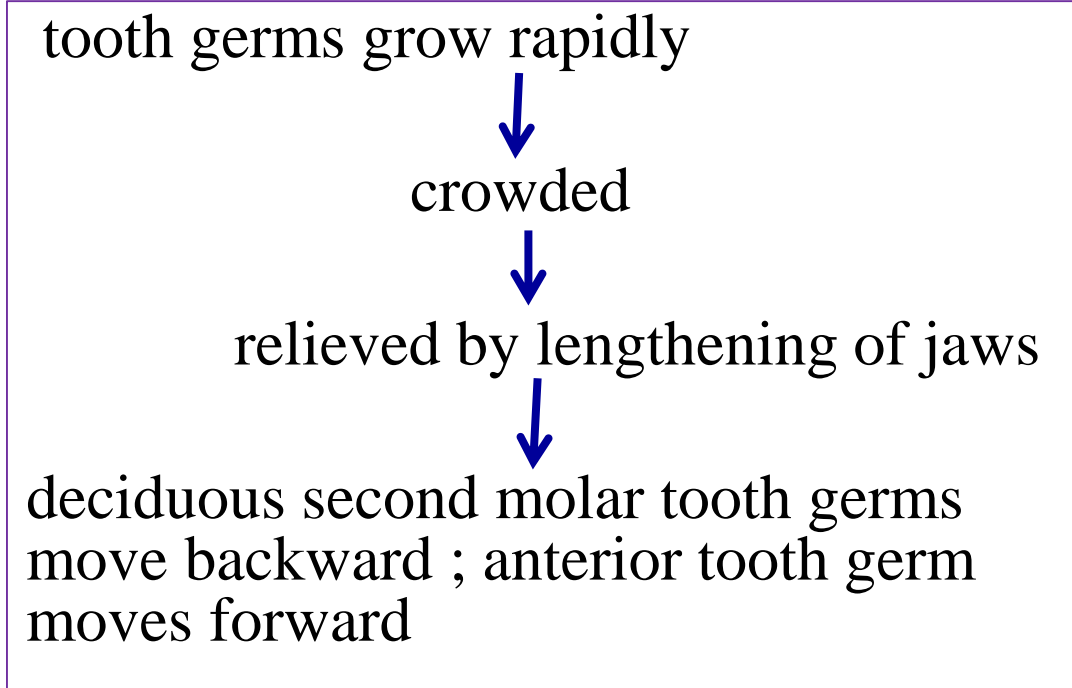 tooth germs grow rapidly
crowded
relieved by lengthening of jaws
deciduous second molar tooth germs
move backward ; anterior tooth germ
moves forward